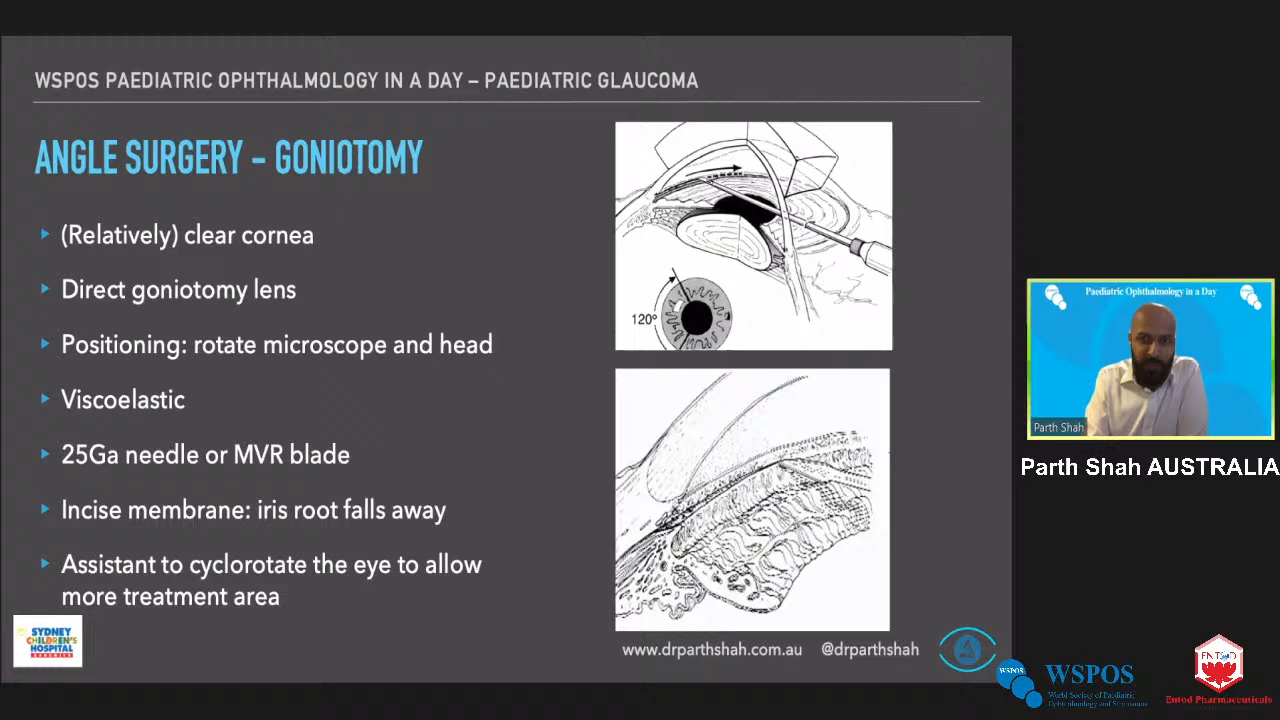 WSPOS PAEDIATRIC OPHTHALMOLOGY IN A DAY – PAEDIATRIC GLAUCOMA
ANGLE SURGERY - GONIOTOMY
(Relatively) clear cornea
Direct goniotomy lens
Positioning: rotate microscope and head
Viscoelastic
25Ga needle or MVR blade
Incise membrane: iris root falls away
Assistant to cyclorotate the eye to allow
more treatment area
120º
SYDNEY
CHILDREN'S
HOSPITAL
www.drparthshah.com.au @drparthshah
Paediatric Ophthalmology in a Day
Parth Shah
Parth Shah AUSTRALIA
WSPOS
WSPOS
World Society of Paediatric
Ophthalmology and Strabismus
ENTOD
Entod Pharmaceuticals